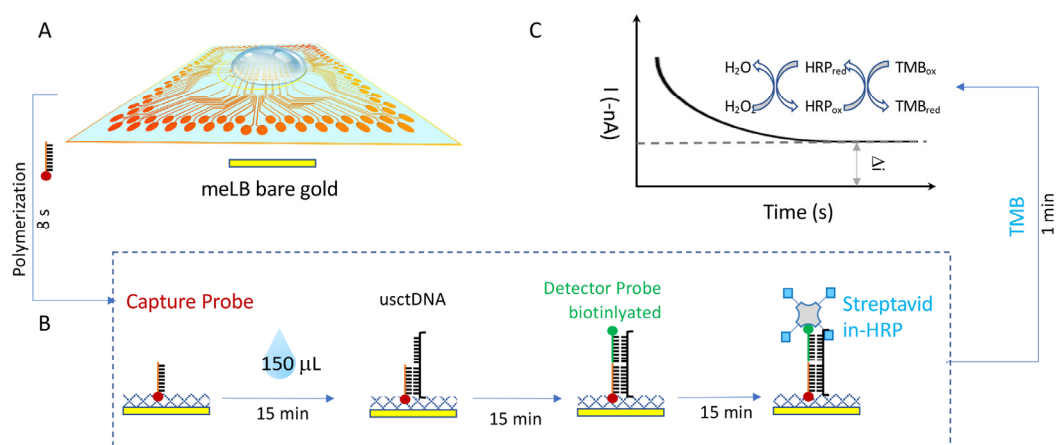 A
meLB bare gold
Polymerization
8 s
C
I (-nA)
H₂O
HRPred
TMBox
H₂O₂
HRPox
TMBred
Δi
Time (s)
TMB
1 min
B
Capture Probe
150 μL
15 min
usctDNA
15 min
Detector Probe
biotinlyated
15 min
Streptavid
in-HRP